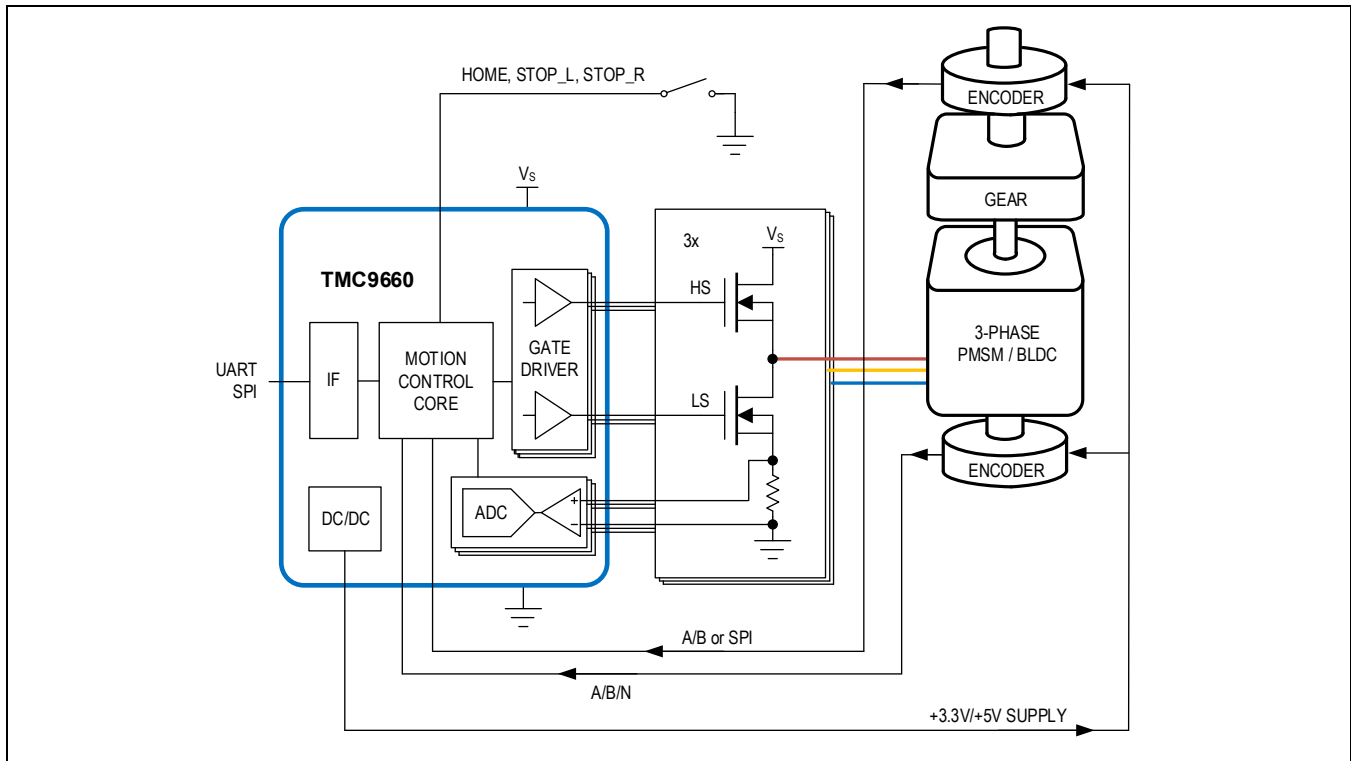 HOME, STOP_L, STOP_R
ENCODER
GEAR
VS
3x
VS
TMC9660
HS
GATE
DRIVER
3-PHASE
PMSM / BLDC
UART
SPI
IF
MOTION
CONTROL
CORE
LS
ENCODER
ADC
+
−
DC/DC
A/B or SPI
A/B/N
+3.3V/+5V SUPPLY